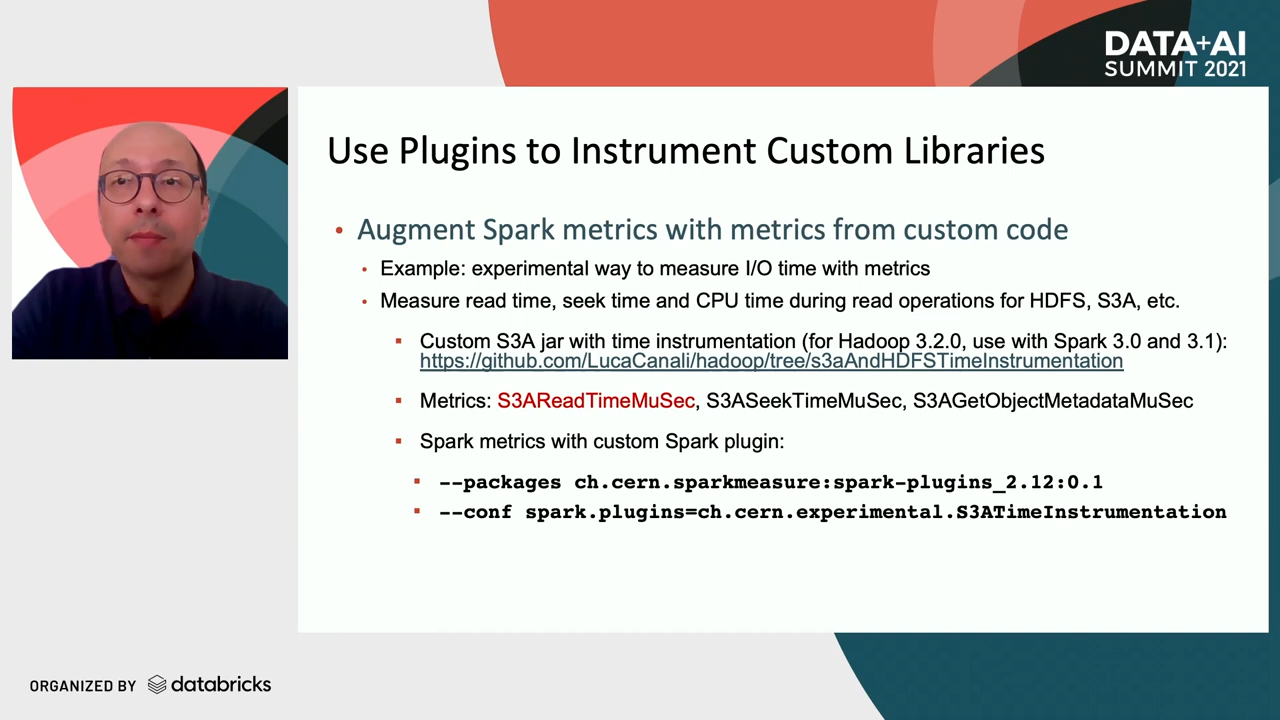 DATA+AI
SUMMIT 2021
Use Plugins to Instrument Custom Libraries
• Augment Spark metrics with metrics from custom code
• Example: experimental way to measure I/O time with metrics
• Measure read time, seek time and CPU time during read operations for HDFS, S3A, etc.
▪ Custom S3A jar with time instrumentation (for Hadoop 3.2.0, use with Spark 3.0 and 3.1):
https://github.com/LucaCanali/hadoop/tree/s3aAndHDFSTimeInstrumentation
▪ Metrics: S3AReadTimeMuSec, S3ASeekTimeMuSec, S3AGetObjectMetadataMuSec
▪ Spark metrics with custom Spark plugin:
▪ --packages ch.cern.sparkmeasure:spark-plugins_2.12:0.1
▪ --conf spark.plugins=ch.cern.experimental.S3ATimeInstrumentation
ORGANIZED BY databricks